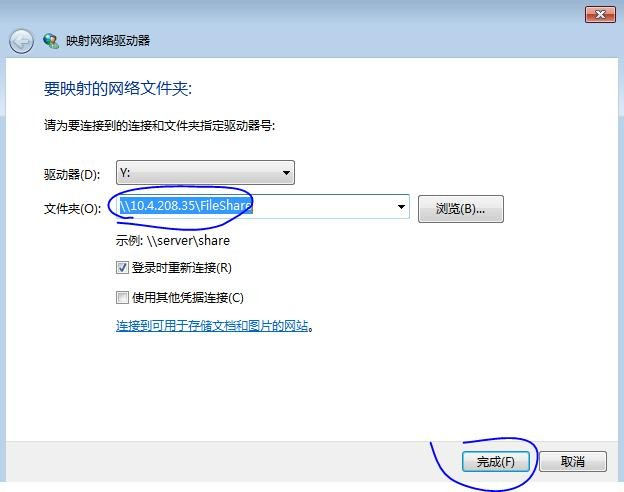 映射网络驱动器
要映射的网络文件夹:
请为要连接到的连接和文件夹指定驱动器号:
驱动器(D): Y:
文件夹(O): \\10.4.208.35\FileShare 浏览(B)...
示例: \\server\share
登录时重新连接(R)
使用其他凭据连接(C)
连接到可用于存储文档和图片的网站。
完成(F) 取消